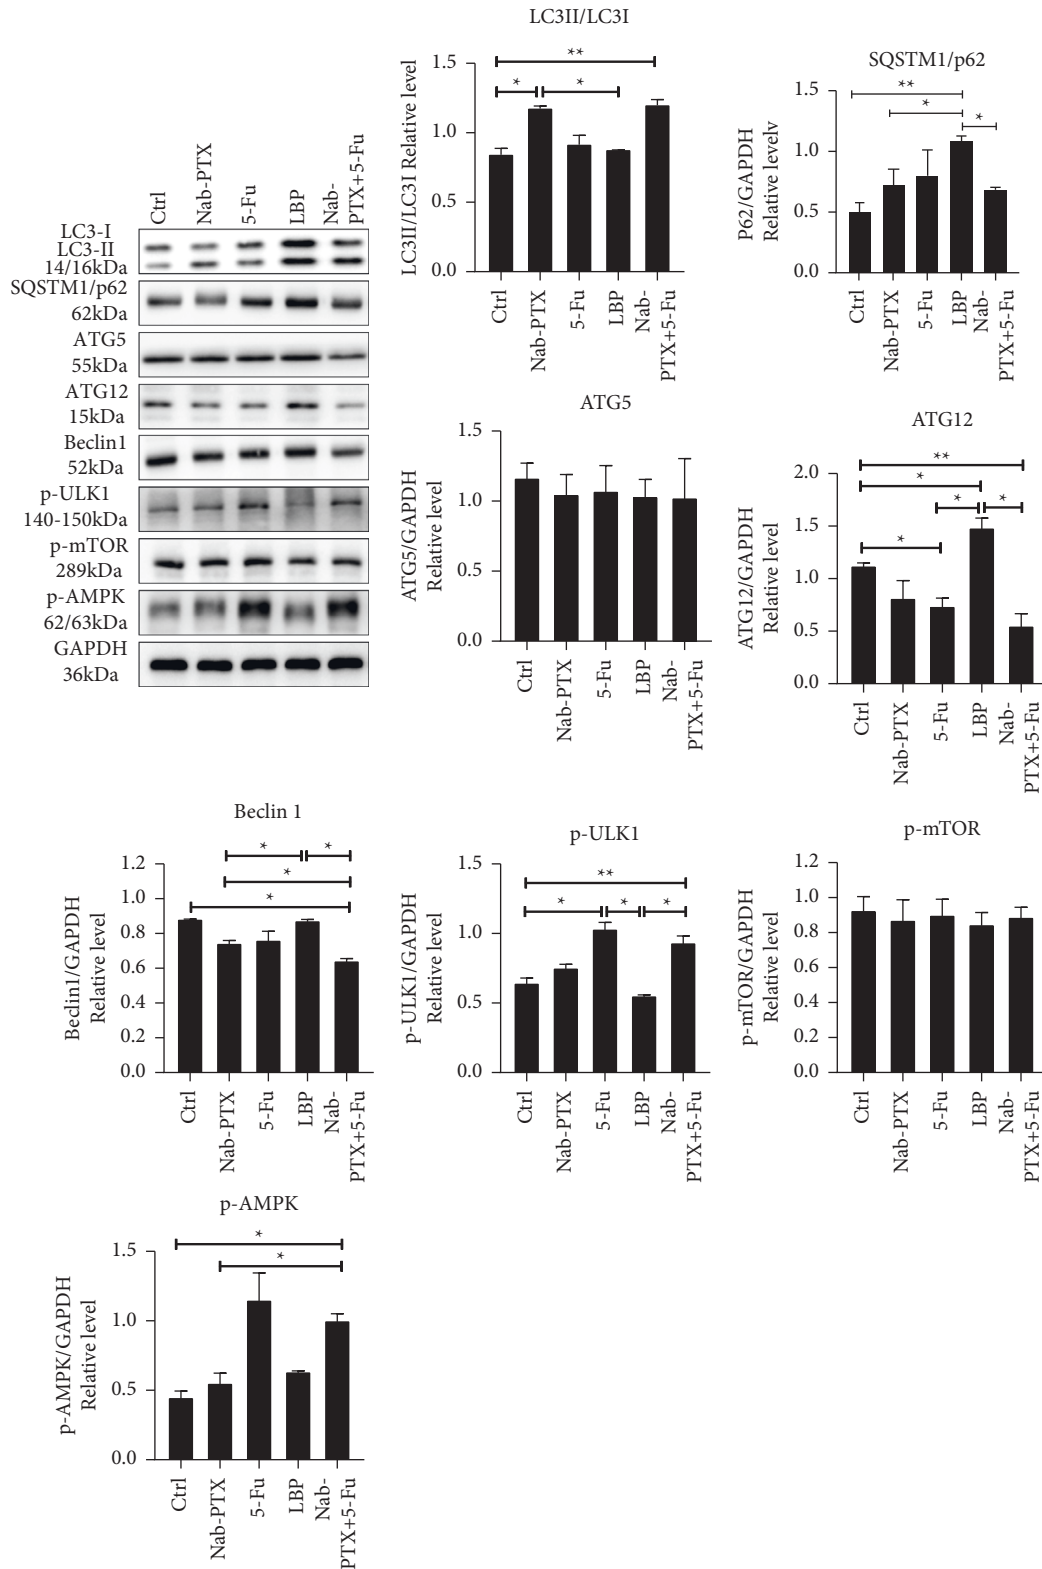 Ctrl
Nab-PTX
5-Fu
LBP
Nab-
PTX+5-Fu
LC3-I
LC3-II
14/16kDa
SQSTM1/p62
62kDa
ATG5
55kDa
ATG12
15kDa
Beclin1
52kDa
p-ULK1
140-150kDa
p-mTOR
289kDa
p-AMPK
62/63kDa
GAPDH
36kDa
LC3II/LC3I
LC3II/LC3I Relative level
1.5
1.0
0.5
0.0
**
*
*
Ctrl
Nab-PTX
5-Fu
LBP
Nab-
PTX+5-Fu
SQSTM1/p62
P62/GAPDH
Relative levelv
1.5
1.0
0.5
0.0
**
*
*
Ctrl
Nab-PTX
5-Fu
LBP
Nab-
PTX+5-Fu
ATG5
ATG5/GAPDH
Relative level
1.5
1.0
0.5
0.0
Ctrl
Nab-PTX
5-Fu
LBP
Nab-
PTX+5-Fu
ATG12
ATG12/GAPDH
Relative level
2.0
1.5
1.0
0.5
0.0
**
*
*
*
*
Ctrl
Nab-PTX
5-Fu
LBP
Nab-
PTX+5-Fu
Beclin 1
Beclin1/GAPDH
Relative level
1.2
1.0
0.8
0.6
0.4
0.2
0.0
*
*
*
*
Ctrl
Nab-PTX
5-Fu
LBP
Nab-
PTX+5-Fu
p-ULK1
p-ULK1/GAPDH
Relative level
1.5
1.0
0.5
0.0
**
*
*
*
Ctrl
Nab-PTX
5-Fu
LBP
Nab-
PTX+5-Fu
p-mTOR
p-mTOR/GAPDH
Relative level
1.2
1.0
0.8
0.6
0.4
0.2
0.0
Ctrl
Nab-PTX
5-Fu
LBP
Nab-
PTX+5-Fu
p-AMPK
p-AMPK/GAPDH
Relative level
1.5
1.0
0.5
0.0
*
*
Ctrl
Nab-PTX
5-Fu
LBP
Nab-
PTX+5-Fu